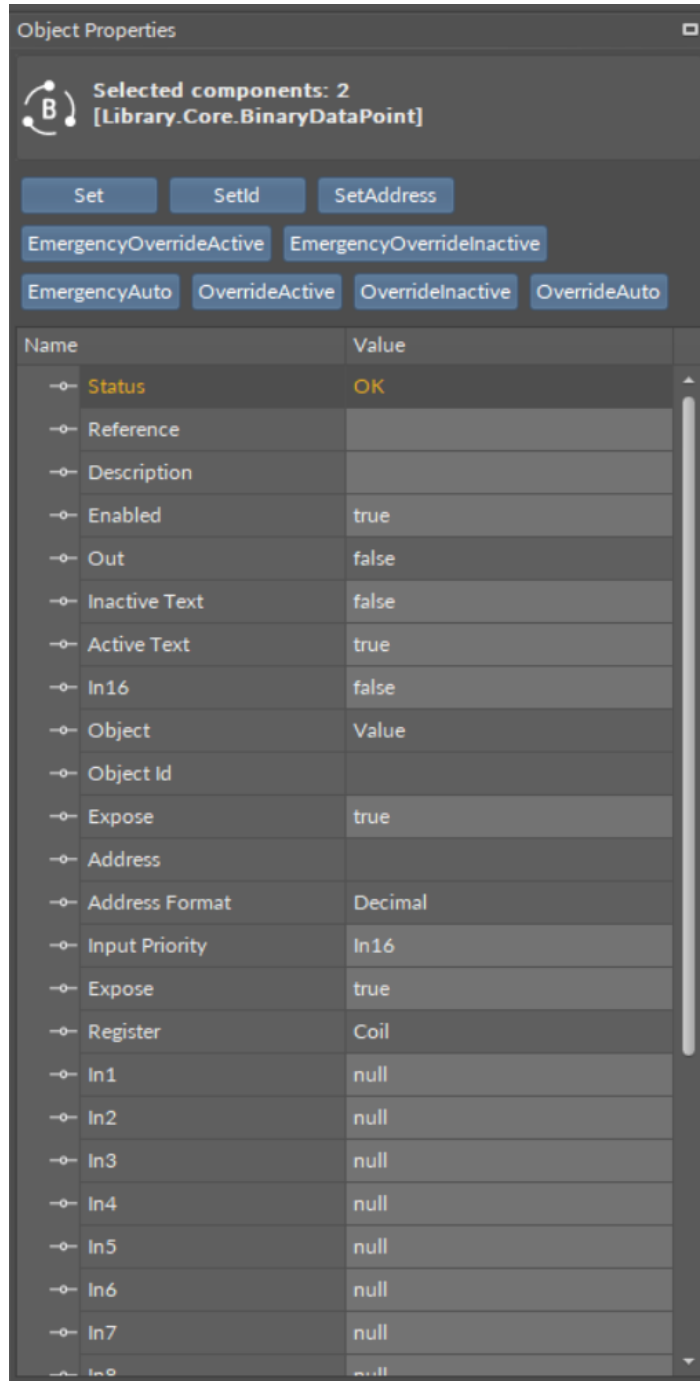 Object Properties
Selected components: 2
[Library.Core.BinaryDataPoint]
Set SetId SetAddress
EmergencyOverrideActive EmergencyOverrideInactive
EmergencyAuto OverrideActive OverrideInactive OverrideAuto
Name Value
Status OK
Reference
Description
Enabled true
Out false
Inactive Text false
Active Text true
In16 false
Object Value
Object Id
Expose true
Address
Address Format Decimal
Input Priority In16
Expose true
Register Coil
In1 null
In2 null
In3 null
In4 null
In5 null
In6 null
In7 null
In8 null